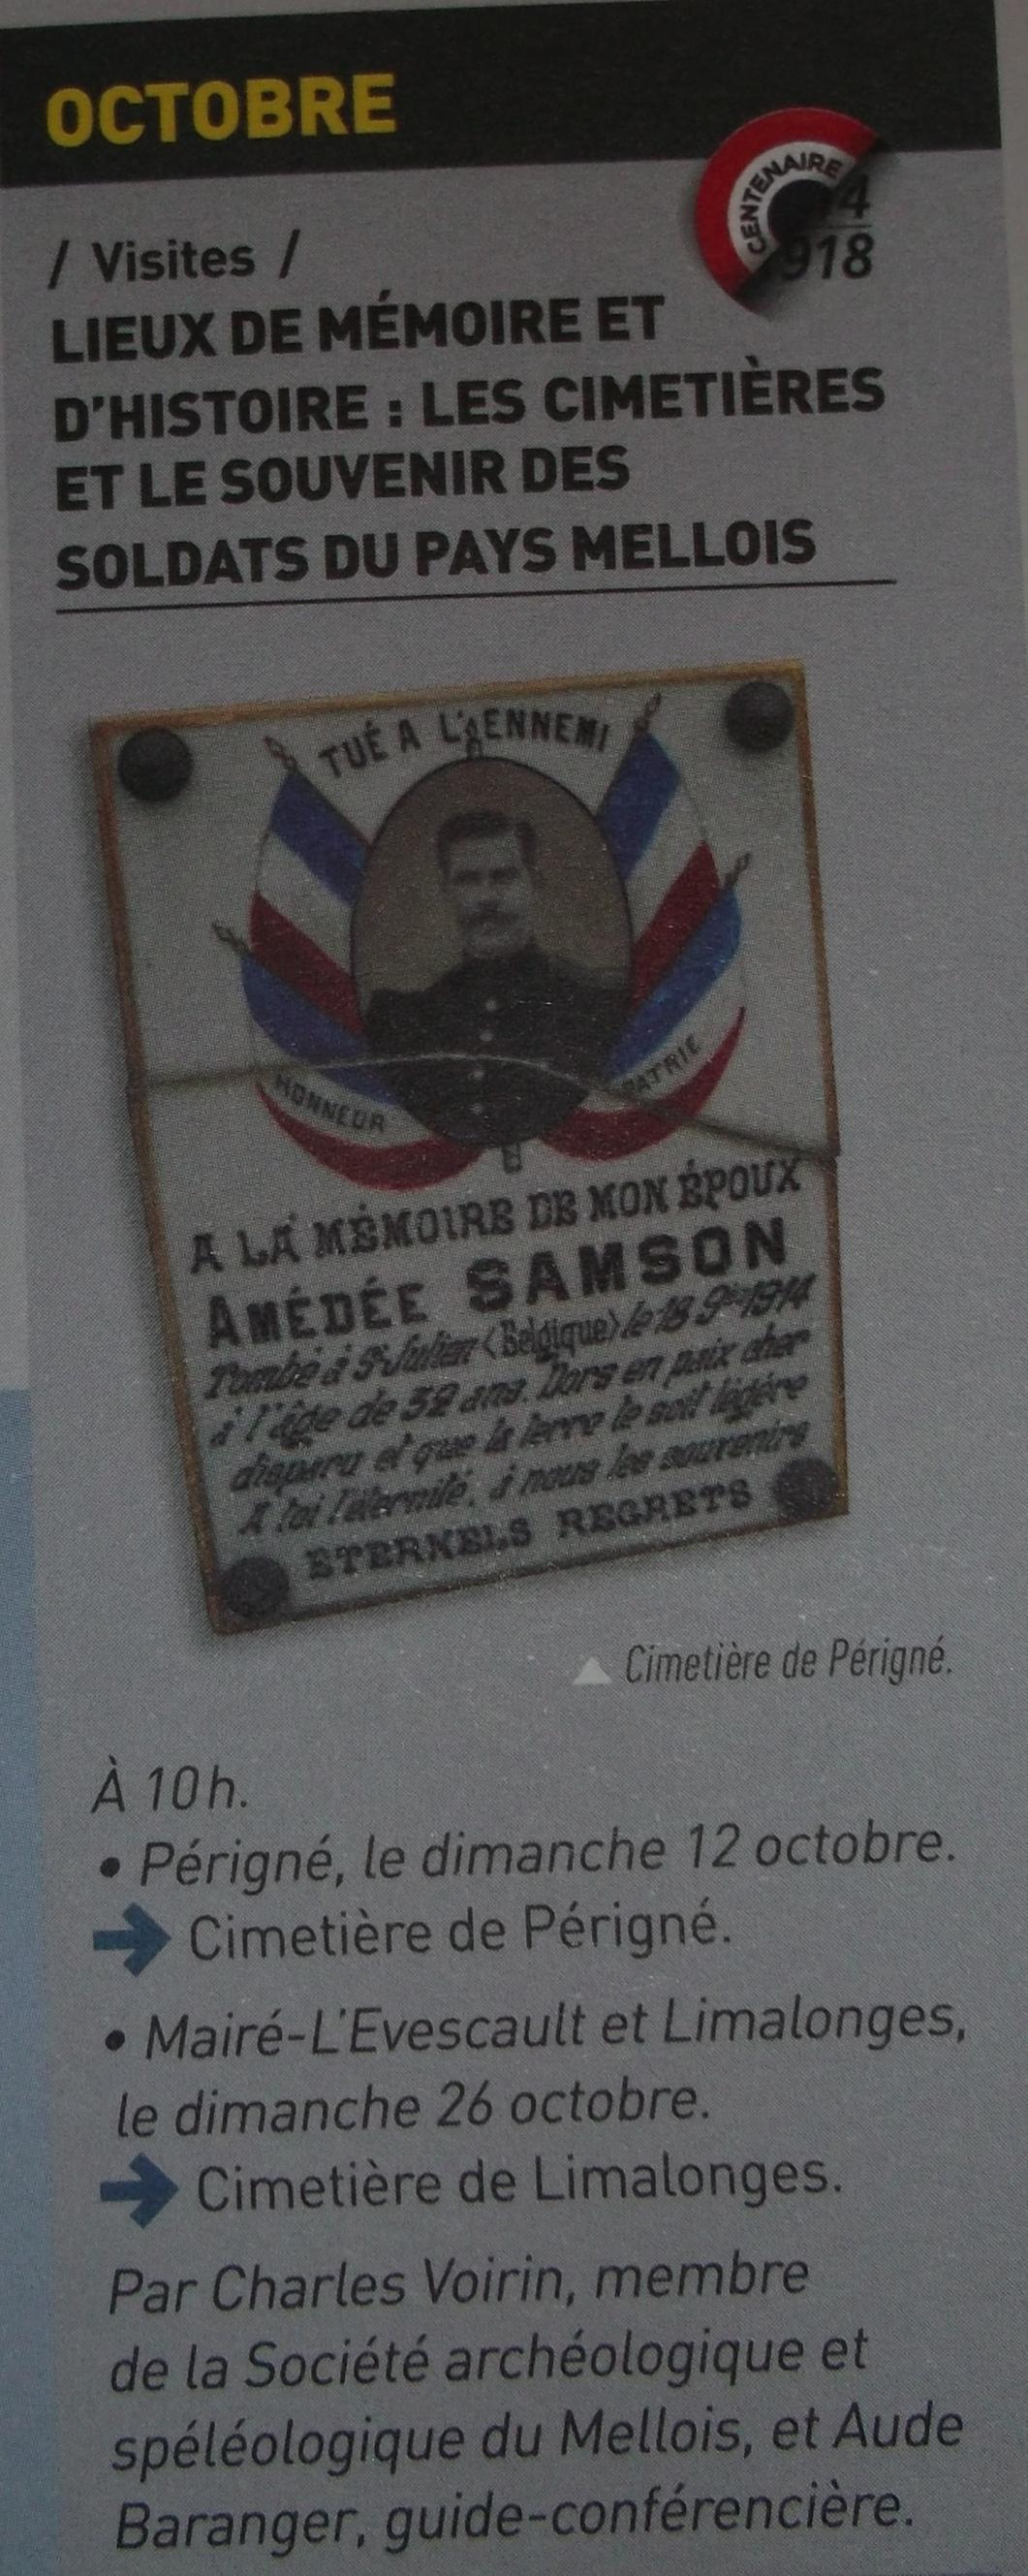 OCTOBRE
CENTENAIRE
4
918
/ Visites /
LIEUX DE MÉMOIRE ET
D'HISTOIRE : LES CIMETIÈRES
ET LE SOUVENIR DES
SOLDATS DU PAYS MELLOIS
TUÉ A L'ENNEMI
HONNEUR
PATRIE
A LA MÉMOIRE DE MON ÉPOUX
AMÉDÉE SAMSON
Tombé à St Julien (Belgique) le 18 9bre 1914
à l'âge de 32 ans. Dors en paix cher
disparu et que la terre te soit légère
A toi l'éternité, à nous les souvenirs
ETERNELS REGRETS
Cimetière de Périgné.
À 10 h.
• Périgné, le dimanche 12 octobre.
Cimetière de Périgné.
• Mairé-L'Evescault et Limalonges,
le dimanche 26 octobre.
Cimetière de Limalonges.
Par Charles Voirin, membre
de la Société archéologique et
spéléologique du Mellois, et Aude
Baranger, guide-conférencière.